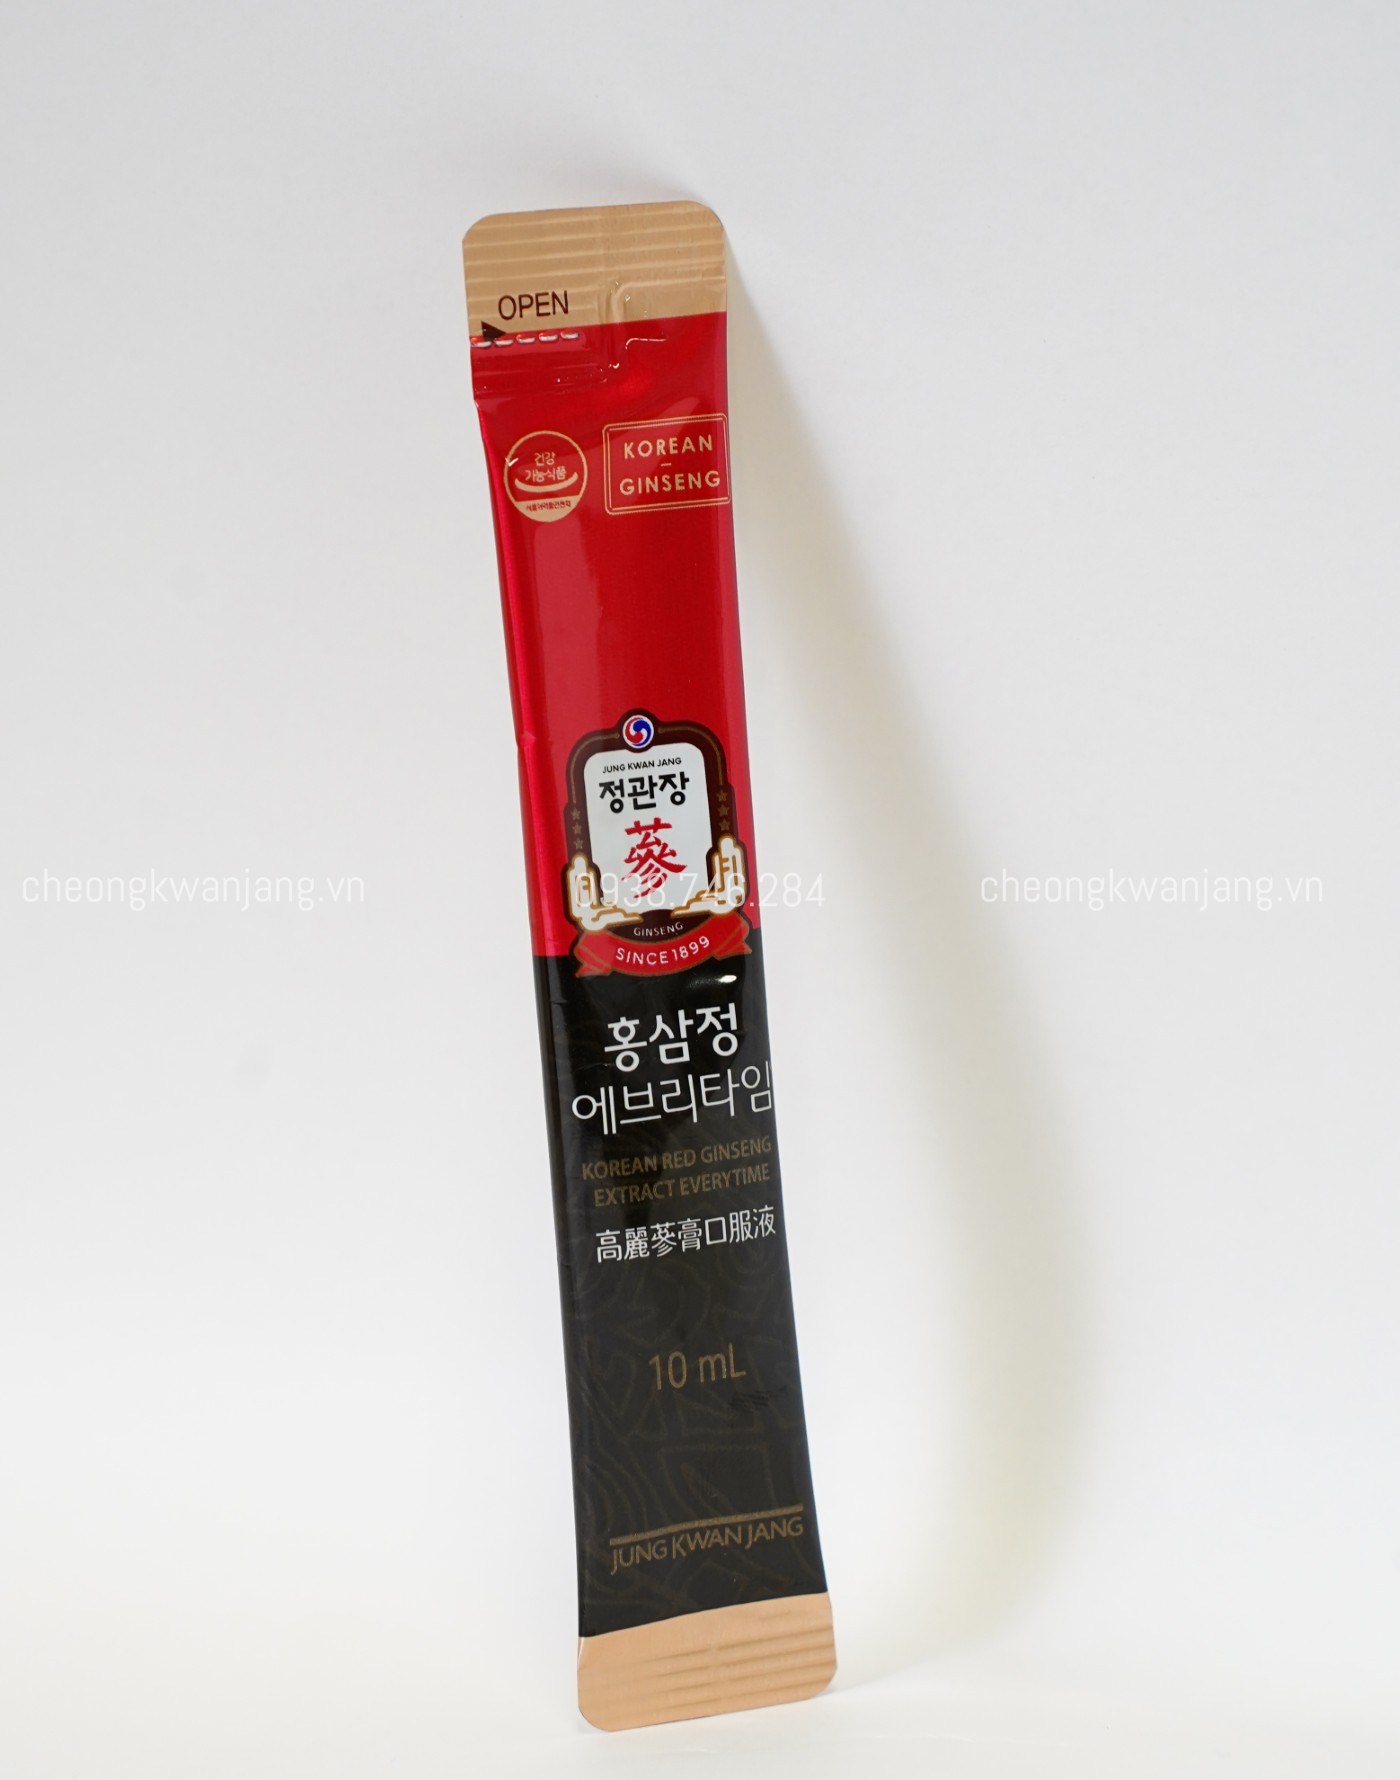 OPEN
건강
기능식품
KOREAN
GINSENG
JUNG KWAN JANG
정관장
蔘
cheongkwanjang.vn
cheongkwanjang.vn
GINSENG
SINCE 1899
홍삼정
에브리타임
KOREAN RED GINSENG
EXTRACT EVERYTIME
高麗蔘膏口服液
10 mL
JUNG KWAN JANG